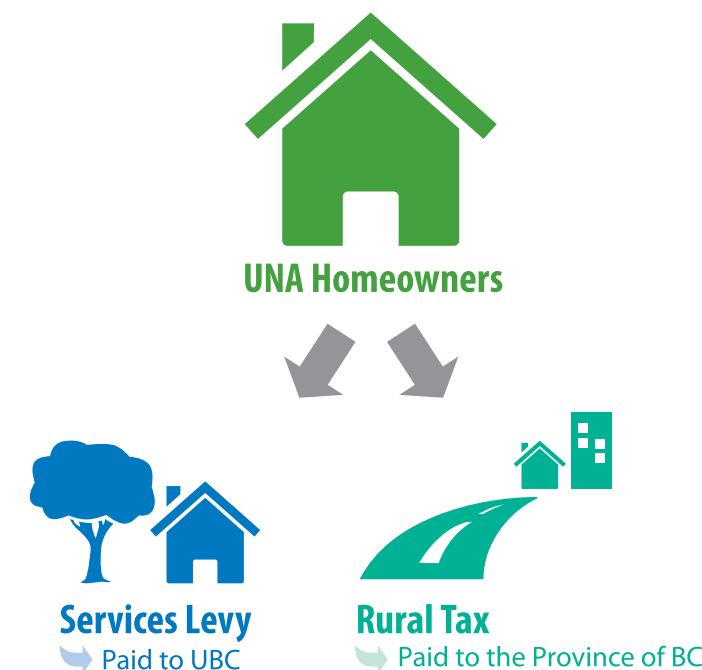 UNA Homeowners
Services Levy
Paid to UBC
Rural Tax
Paid to the Province of BC